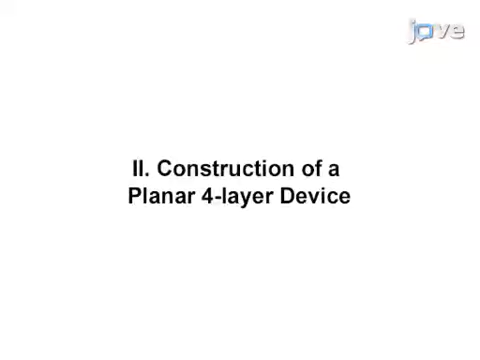 jove
II. Construction of a
Planar 4-layer Device